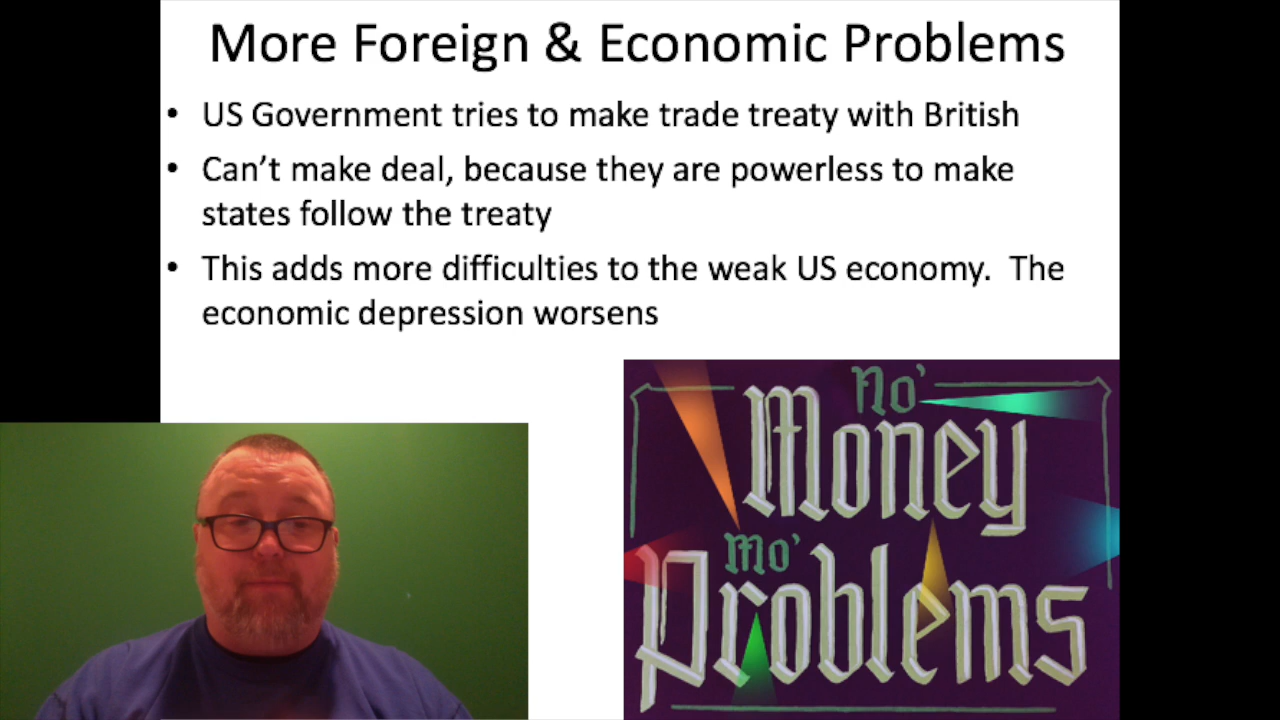 More Foreign & Economic Problems
• US Government tries to make trade treaty with British
• Can’t make deal, because they are powerless to make
states follow the treaty
• This adds more difficulties to the weak US economy.  The
economic depression worsens
No’
Money
Mo’
Problems